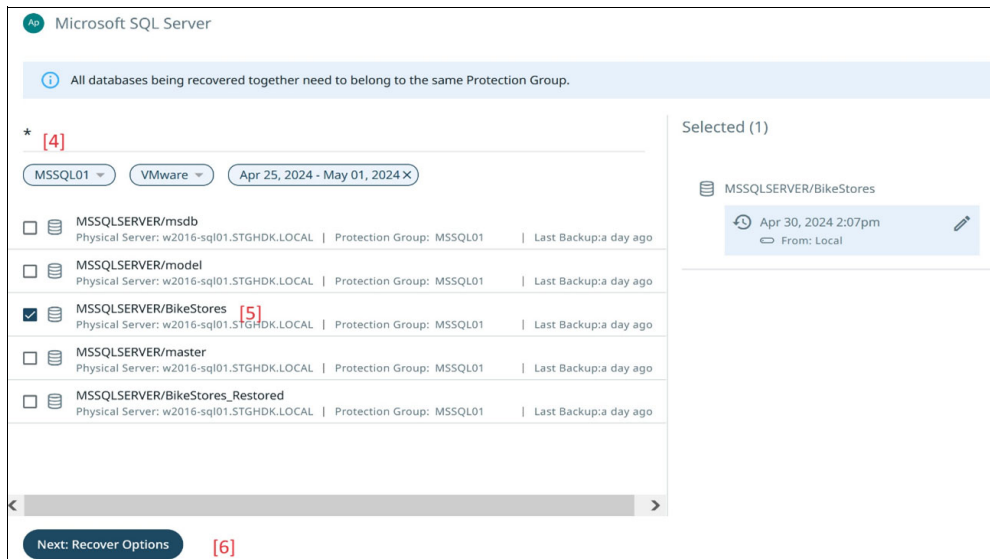 Ap Microsoft SQL Server
All databases being recovered together need to belong to the same Protection Group.
* [4]
MSSQL01 VMware Apr 25, 2024 - May 01, 2024 ×
MSSQLSERVER/msdb
Physical Server: w2016-sql01.STGHDK.LOCAL | Protection Group: MSSQL01 | Last Backup:a day ago
MSSQLSERVER/model
Physical Server: w2016-sql01.STGHDK.LOCAL | Protection Group: MSSQL01 | Last Backup:a day ago
MSSQLSERVER/BikeStores [5]
Physical Server: w2016-sql01.STGHDK.LOCAL | Protection Group: MSSQL01 | Last Backup:a day ago
MSSQLSERVER/master
Physical Server: w2016-sql01.STGHDK.LOCAL | Protection Group: MSSQL01 | Last Backup:a day ago
MSSQLSERVER/BikeStores_Restored
Physical Server: w2016-sql01.STGHDK.LOCAL | Protection Group: MSSQL01 | Last Backup:a day ago
Next: Recover Options [6]
Selected (1)
MSSQLSERVER/BikeStores
Apr 30, 2024 2:07pm
From: Local